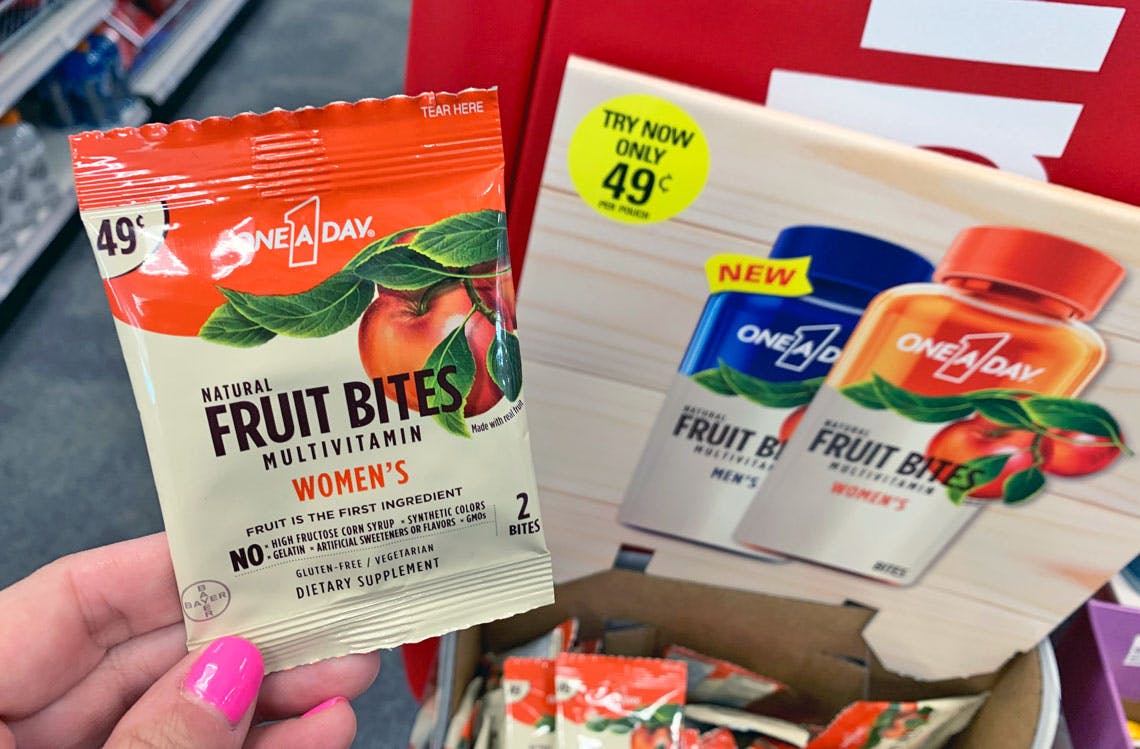 TEAR HERE
49¢
ONE A DAY®
NATURAL
FRUIT BITES
MULTIVITAMIN
WOMEN'S
Made with real fruit
FRUIT IS THE FIRST INGREDIENT
NO • HIGH FRUCTOSE CORN SYRUP • SYNTHETIC COLORS
• GELATIN • ARTIFICIAL SWEETENERS OR FLAVORS • GMOs
2
BITES
GLUTEN-FREE / VEGETARIAN
DIETARY SUPPLEMENT
BAYER
BAYER
TRY NOW
ONLY
49¢
PER POUCH
NEW
ONE A D
NATURAL
FRUIT B
MULTIVITA
MEN'S
ONE A DAY
NATURAL
FRUIT BITES
MULTIVITAMIN
WOMEN'S
BITES